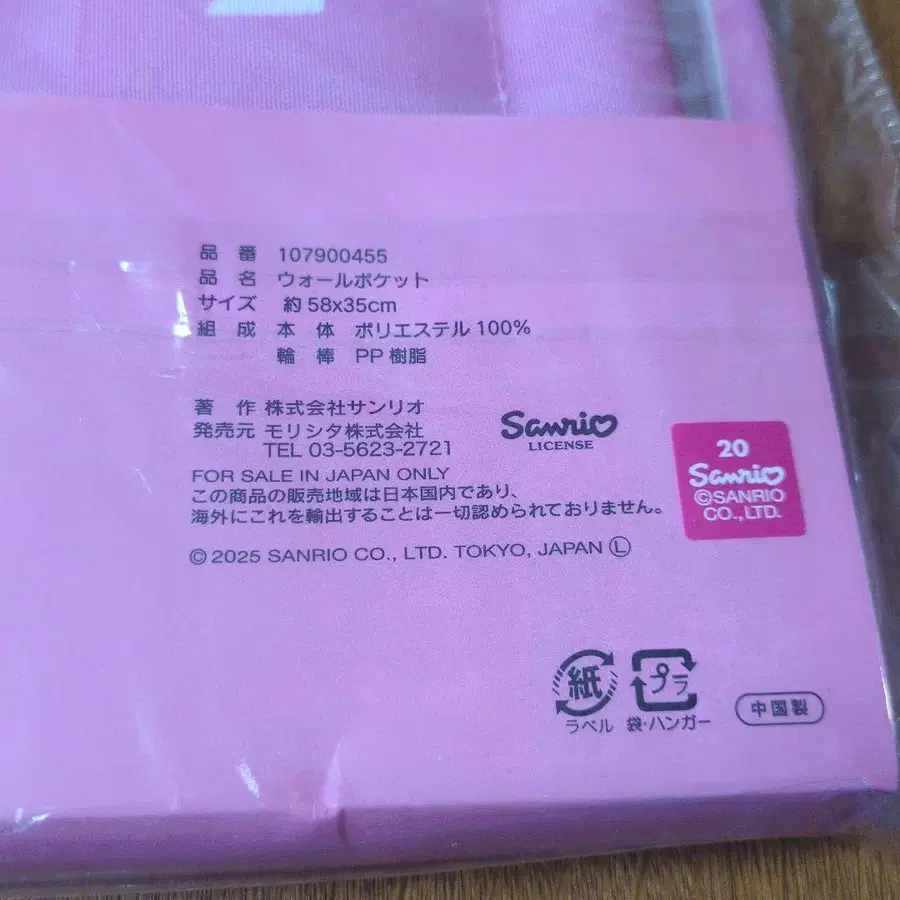 品 番 107900455
品 名 ウォールポケット
サイズ 約58x35cm
組 成 本 体 ポリエステル100%
輪 棒 PP樹脂
著 作 株式会社サンリオ
発売元 モリシタ株式会社
TEL 03-5623-2721
Sanrio
LICENSE
FOR SALE IN JAPAN ONLY
この商品の販売地域は日本国内であり、
海外にこれを輸出することは一切認められておりません。
©2025 SANRIO CO., LTD. TOKYO, JAPAN Ⓛ
20
Sanrio
©SANRIO
CO.,LTD.
紙
ラベル
プラ
袋・ハンガー
中国製